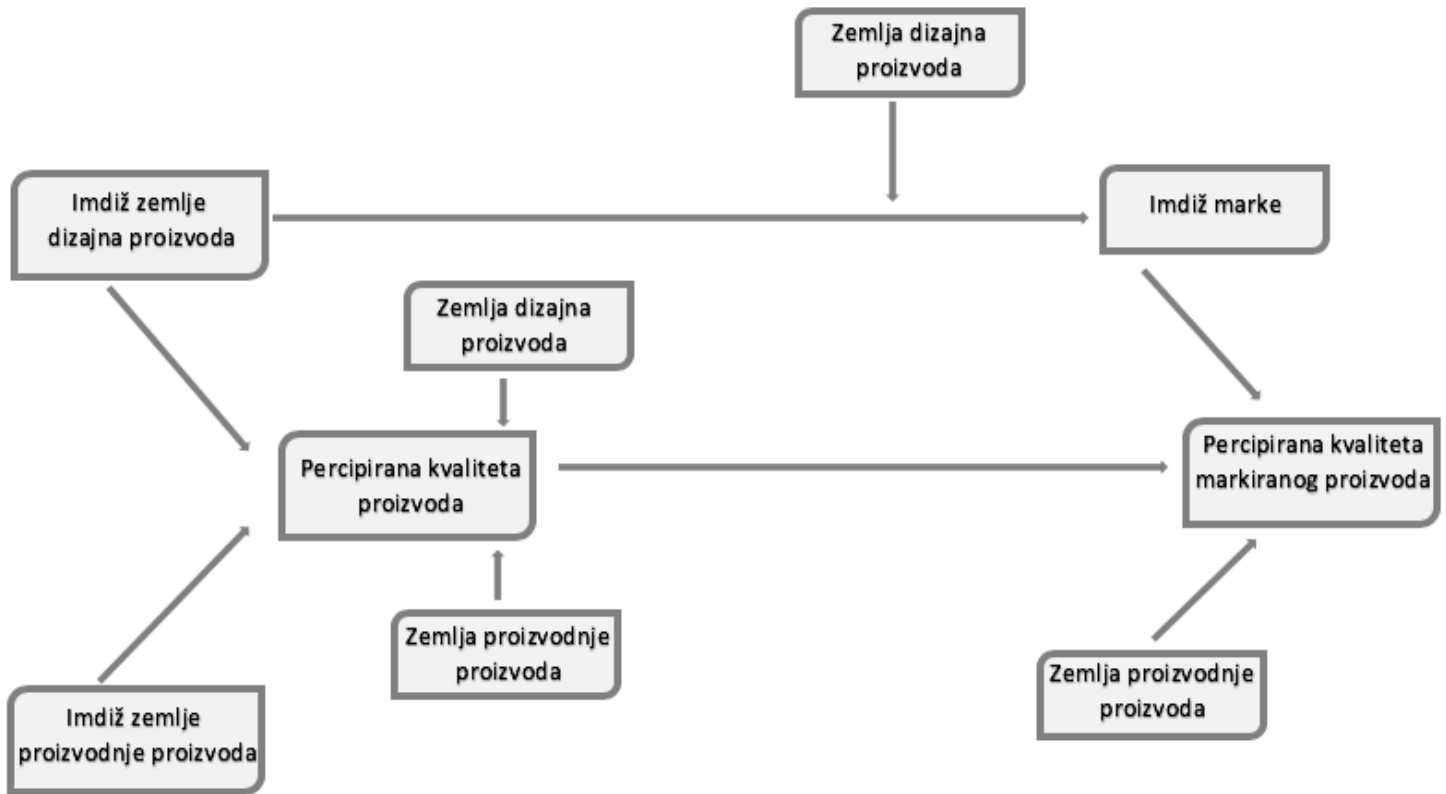 Zemlja dizajna
proizvoda
Imdiž zemlje
dizajna proizvoda
Imdiž marke
Zemlja dizajna
proizvoda
Percipirana kvaliteta
proizvoda
Percipirana kvaliteta
markiranog proizvoda
Zemlja proizvodnje
proizvoda
Zemlja proizvodnje
proizvoda
Imdiž zemlje
proizvodnje proizvoda